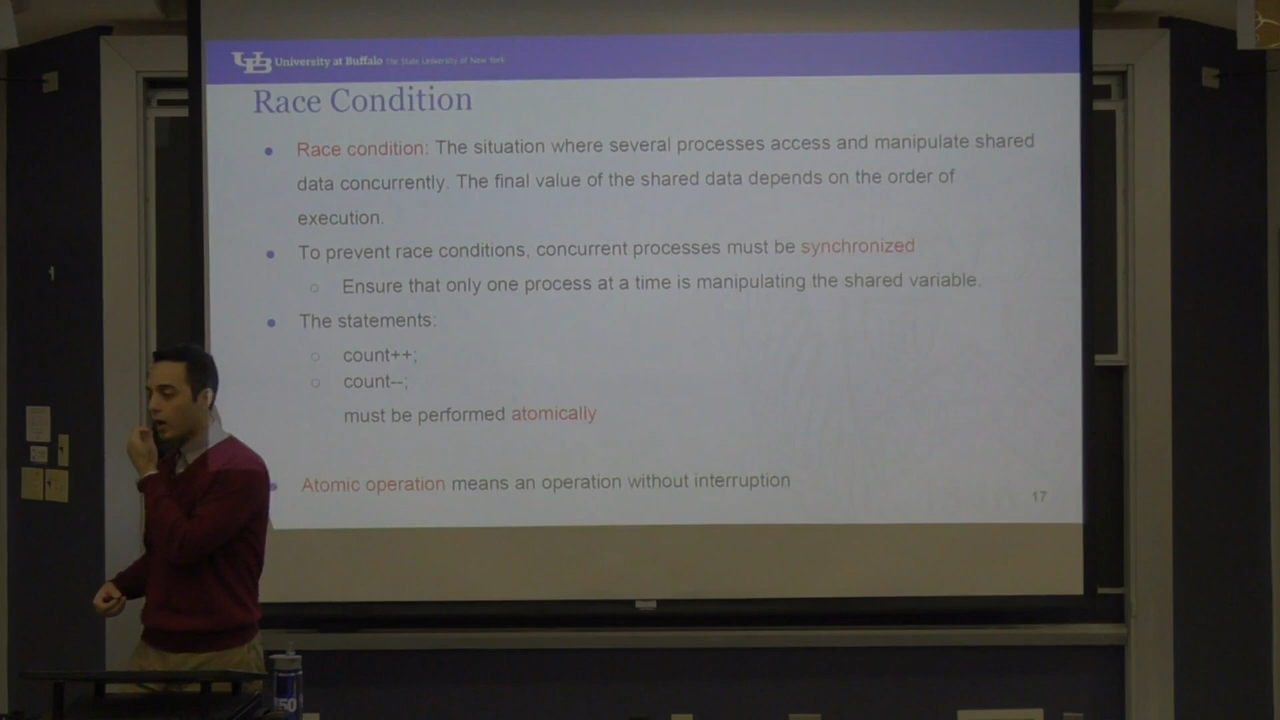 University at Buffalo The State University of New York
Race Condition
Race condition: The situation where several processes access and manipulate shared
data concurrently. The final value of the shared data depends on the order of
execution.
To prevent race conditions, concurrent processes must be synchronized
Ensure that only one process at a time is manipulating the shared variable.
The statements:
count++;
count--;
must be performed atomically
Atomic operation means an operation without interruption
17
50